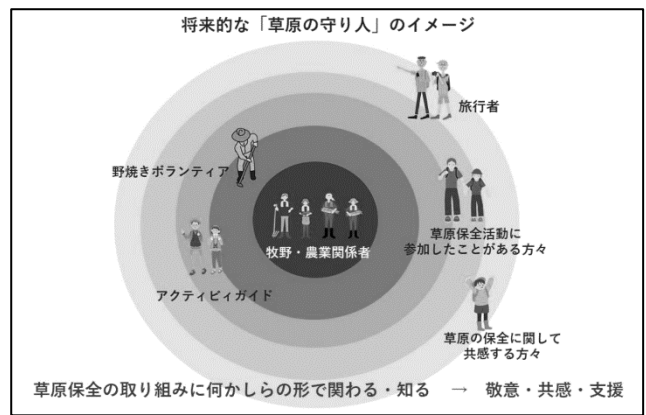 将来的な「草原の守り人」のイメージ
旅行者
野焼きボランティア
草原保全活動に
参加したことがある方々
牧野・農業関係者
アクティビィガイド
草原の保全に関して
共感する方々
草原保全の取り組みに何かしらの形で関わる・知る → 敬意・共感・支援